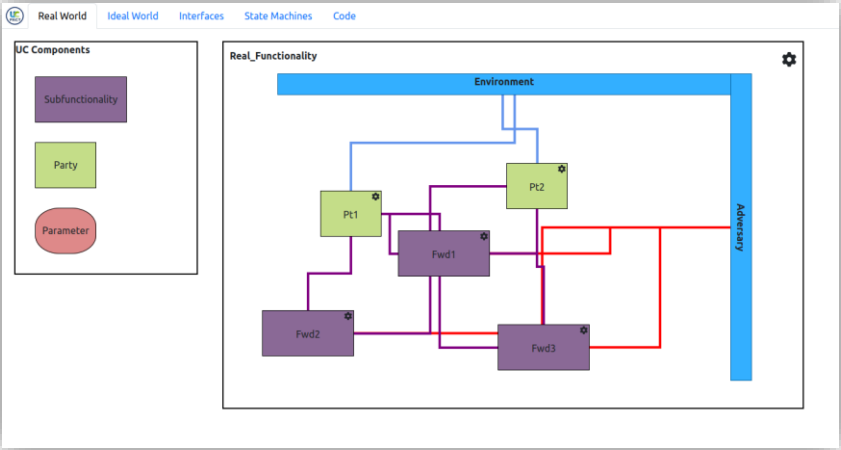 Real World
Ideal World
Interfaces
State Machines
Code
UC Components
Subfunctionality
Party
Parameter
Real_Functionality
Environment
Adversary
Pt2
Pt1
Fwd1
Fwd2
Fwd3